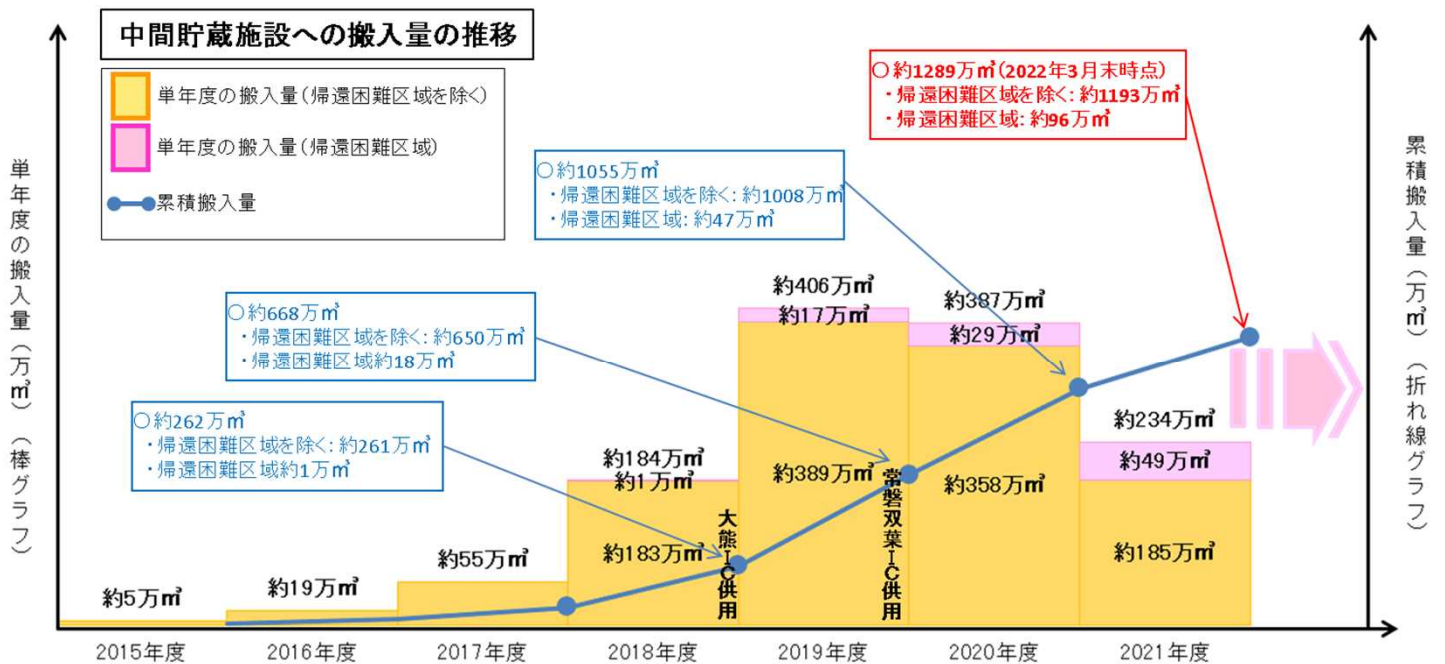 中間貯蔵施設への搬入量の推移
単年度の搬入量(帰還困難区域を除く)
単年度の搬入量(帰還困難区域)
累積搬入量
単年度の搬入量(万㎥)(棒グラフ)
累積搬入量(万㎥)(折れ線グラフ)
○約1289万㎥(2022年3月末時点)
・帰還困難区域を除く: 約1193万㎥
・帰還困難区域: 約96万㎥
○約1055万㎥
・帰還困難区域を除く: 約1008万㎥
・帰還困難区域: 約47万㎥
○約668万㎥
・帰還困難区域を除く: 約650万㎥
・帰還困難区域約18万㎥
○約262万㎥
・帰還困難区域を除く: 約261万㎥
・帰還困難区域約1万㎥
約5万㎥
約19万㎥
約55万㎥
約184万㎥
約1万㎥
約183万㎥
大熊IC供用
約406万㎥
約17万㎥
約389万㎥
常磐双葉IC供用
約387万㎥
約29万㎥
約358万㎥
約234万㎥
約49万㎥
約185万㎥
2015年度
2016年度
2017年度
2018年度
2019年度
2020年度
2021年度